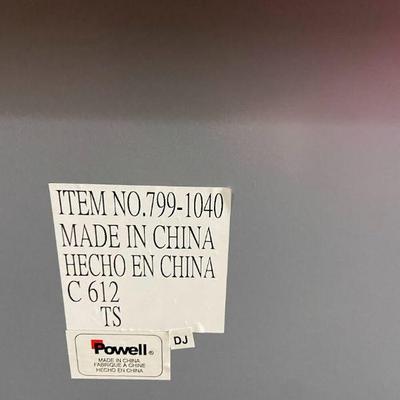 ITEM NO.799-1040
MADE IN CHINA
HECHO EN CHINA
C 612
TS
Powell®
DJ
MADE IN CHINA
FABRIQUÉ A CHINE
HECHO EN CHINA